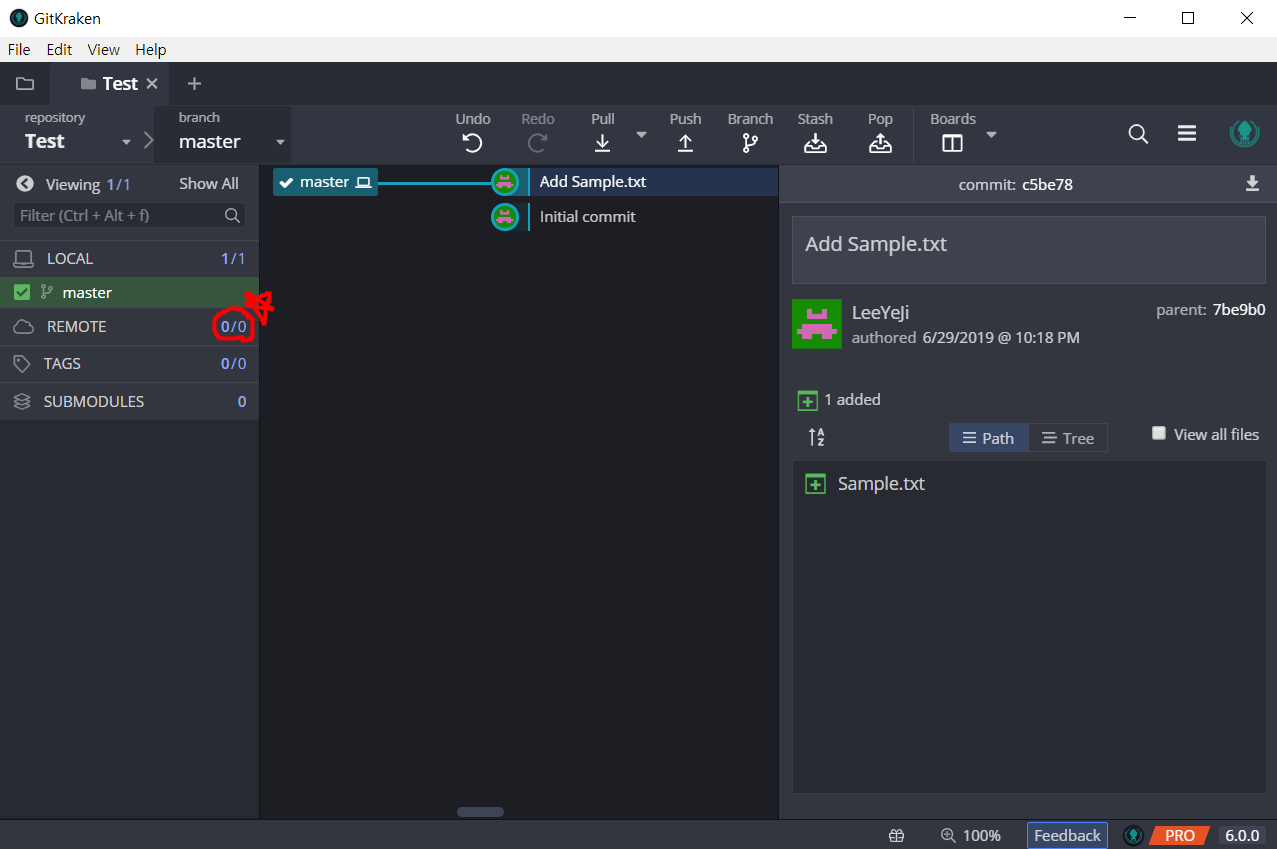 GitKraken
File Edit View Help
Test
repository
Test
branch
master
Undo Redo Pull Push Branch Stash Pop Boards
Viewing 1/1 Show All
Filter (Ctrl + Alt + f)
LOCAL 1/1
master
REMOTE 0/0
TAGS 0/0
SUBMODULES 0
master Add Sample.txt
Initial commit
commit: c5be78
Add Sample.txt
LeeYeJi
authored 6/29/2019 @ 10:18 PM
parent: 7be9b0
1 added
A
Z
Path Tree View all files
Sample.txt
100% Feedback PRO 6.0.0